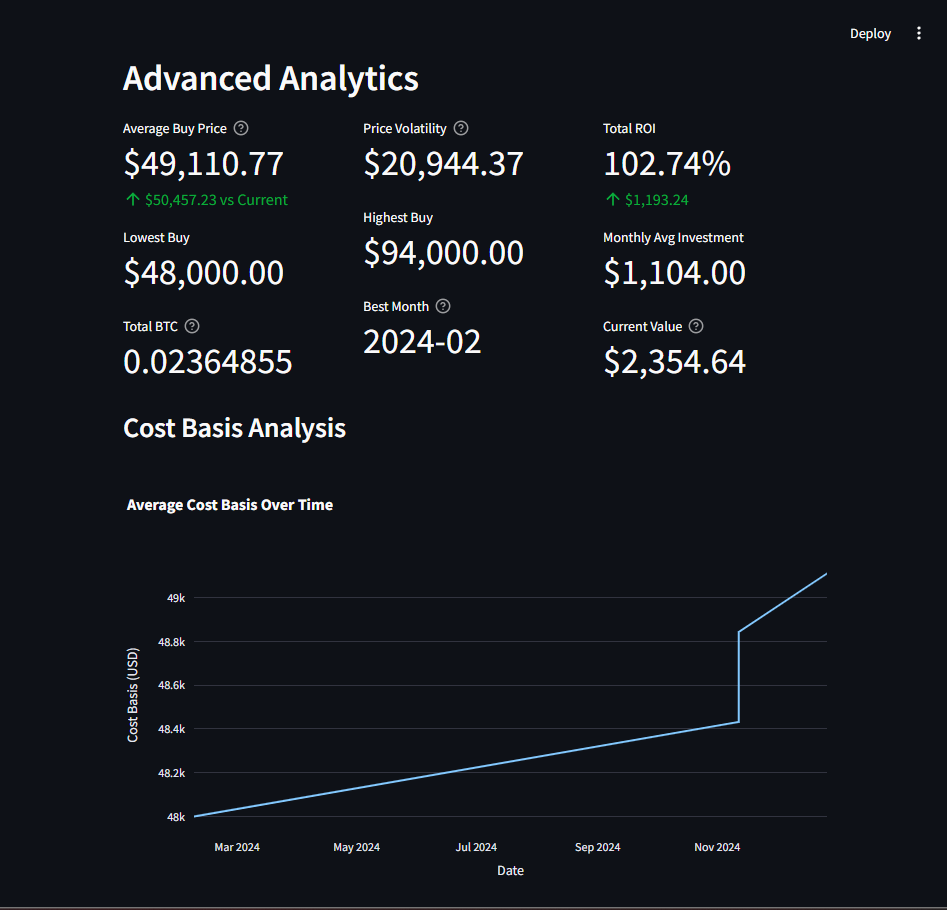 Deploy
Advanced Analytics
Average Buy Price
$49,110.77
↑ $50,457.23 vs Current
Lowest Buy
$48,000.00
Total BTC
0.02364855
Price Volatility
$20,944.37
Highest Buy
$94,000.00
Best Month
2024-02
Total ROI
102.74%
↑ $1,193.24
Monthly Avg Investment
$1,104.00
Current Value
$2,354.64
Cost Basis Analysis
Average Cost Basis Over Time
Cost Basis (USD)
49k
48.8k
48.6k
48.4k
48.2k
48k
Mar 2024 May 2024 Jul 2024 Sep 2024 Nov 2024
Date